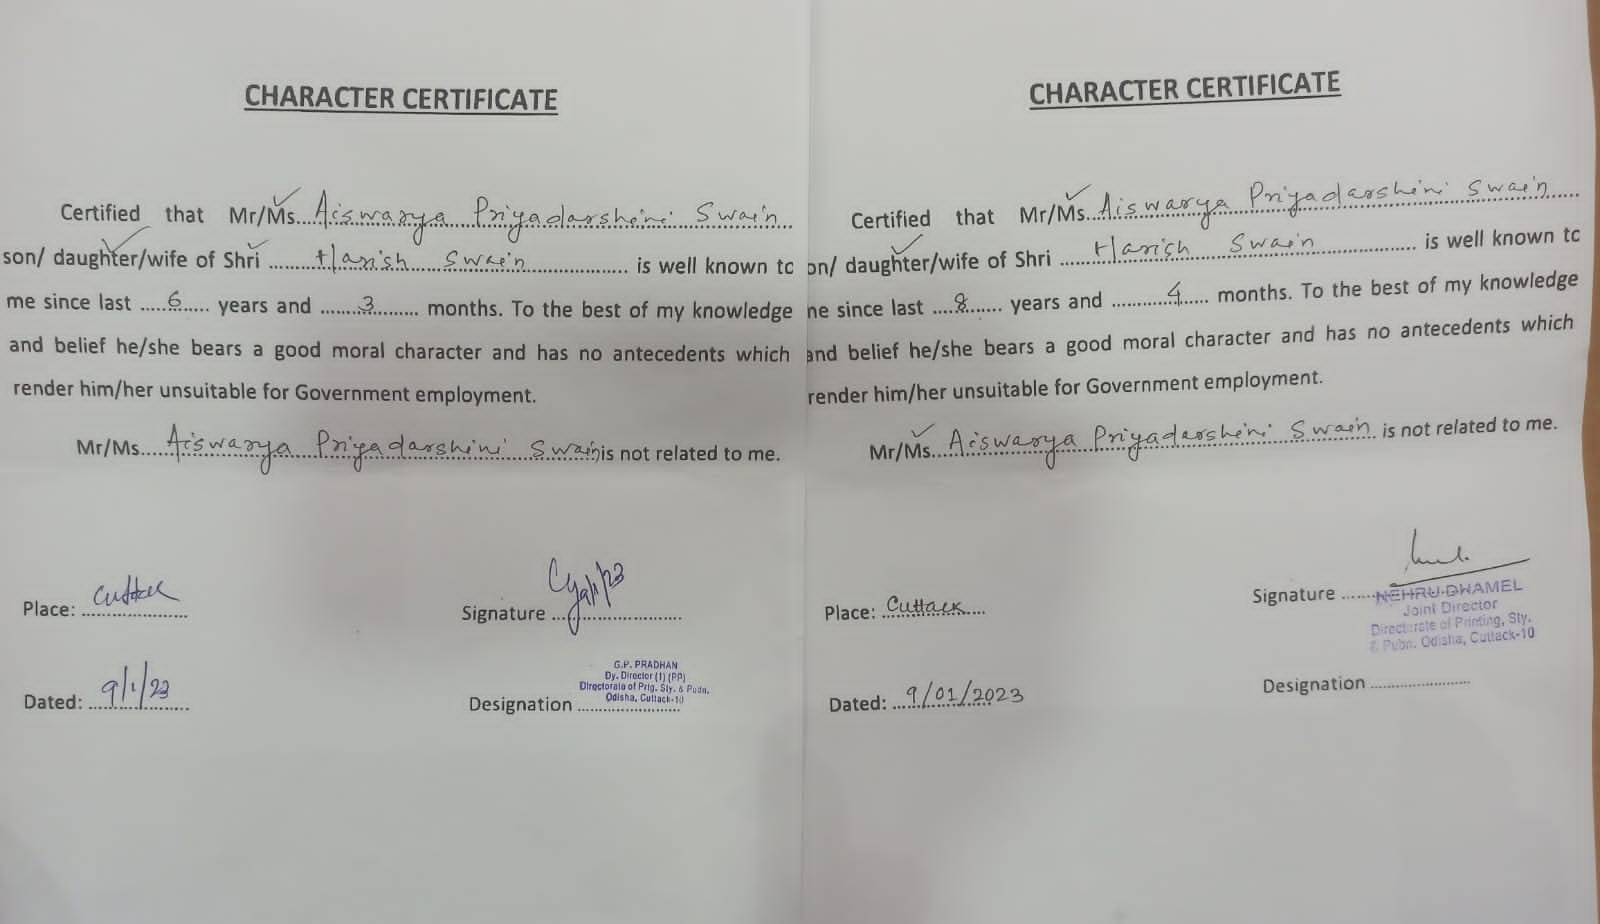 CHARACTER CERTIFICATE
Certified that Mr/Ms. Aiswarya Priyadarshini Swain
son/ daughter/wife of Shri Harish Swain is well known to
me since last 6 years and 3 months. To the best of my knowledge
and belief he/she bears a good moral character and has no antecedents which
render him/her unsuitable for Government employment.
Mr/Ms. Aiswarya Priyadarshini Swain is not related to me.
Place: Cuttack
Signature
9/1/23
Dated: 9/1/23
G.P. PRADHAN
Dy. Director (1) (PP)
Directorate of Prtg. Sty. & Pubn.
Odisha, Cuttack-10
Designation
CHARACTER CERTIFICATE
Certified that Mr/Ms. Aiswarya Priyadarshini Swain
on/ daughter/wife of Shri Harish Swain is well known to
ne since last 8 years and 4 months. To the best of my knowledge
and belief he/she bears a good moral character and has no antecedents which
render him/her unsuitable for Government employment.
Mr/Ms. Aiswarya Priyadarshini Swain is not related to me.
Place: Cuttack
Signature
NEHRU DHAMEL
Joint Director
Directorate of Printing, Sty.
& Pubn. Odisha, Cuttack-10
Dated: 9/01/2023
Designation